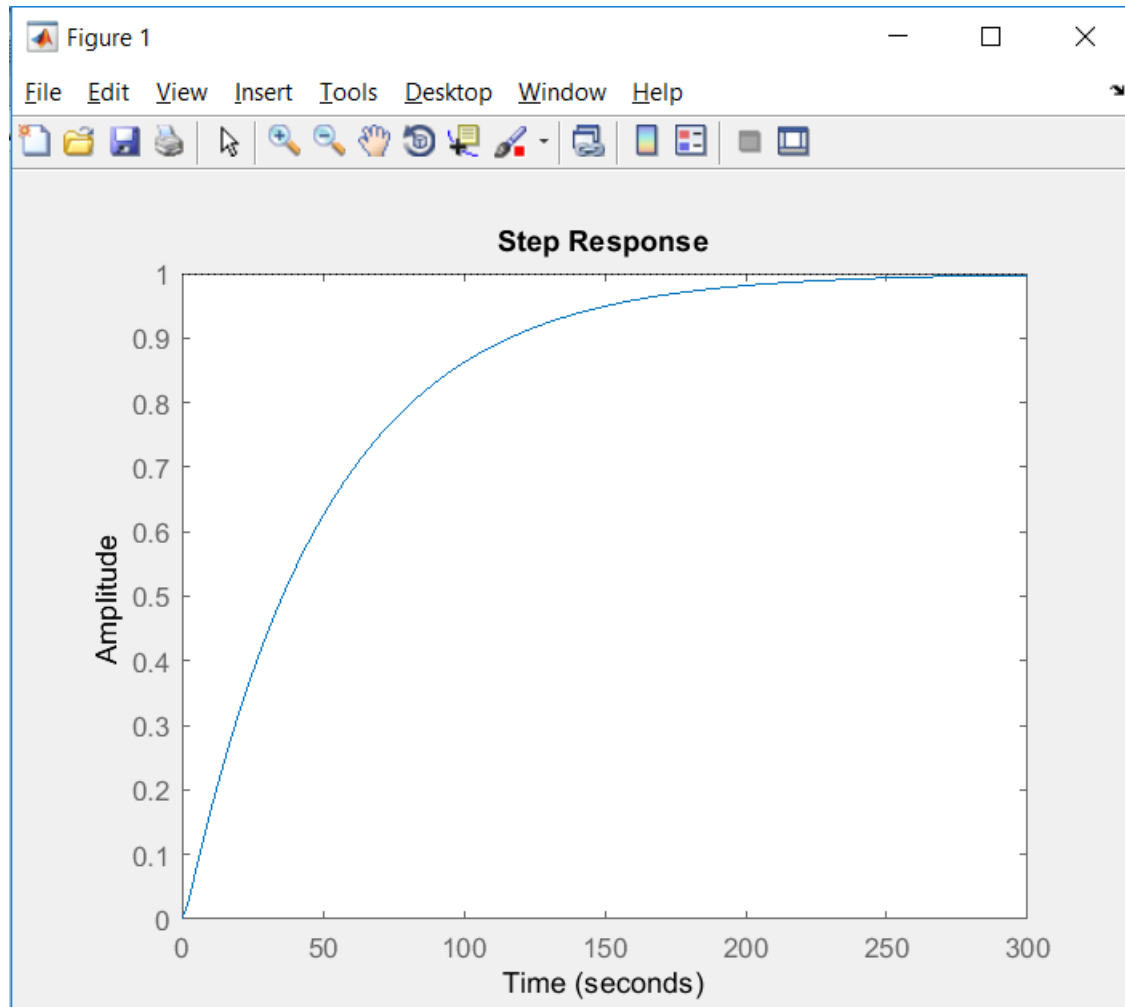 Figure 1
File Edit View Insert Tools Desktop Window Help
Step Response
1
0.9
0.8
0.7
0.6
0.5
0.4
0.3
0.2
0.1
0
Amplitude
0 50 100 150 200 250 300
Time (seconds)